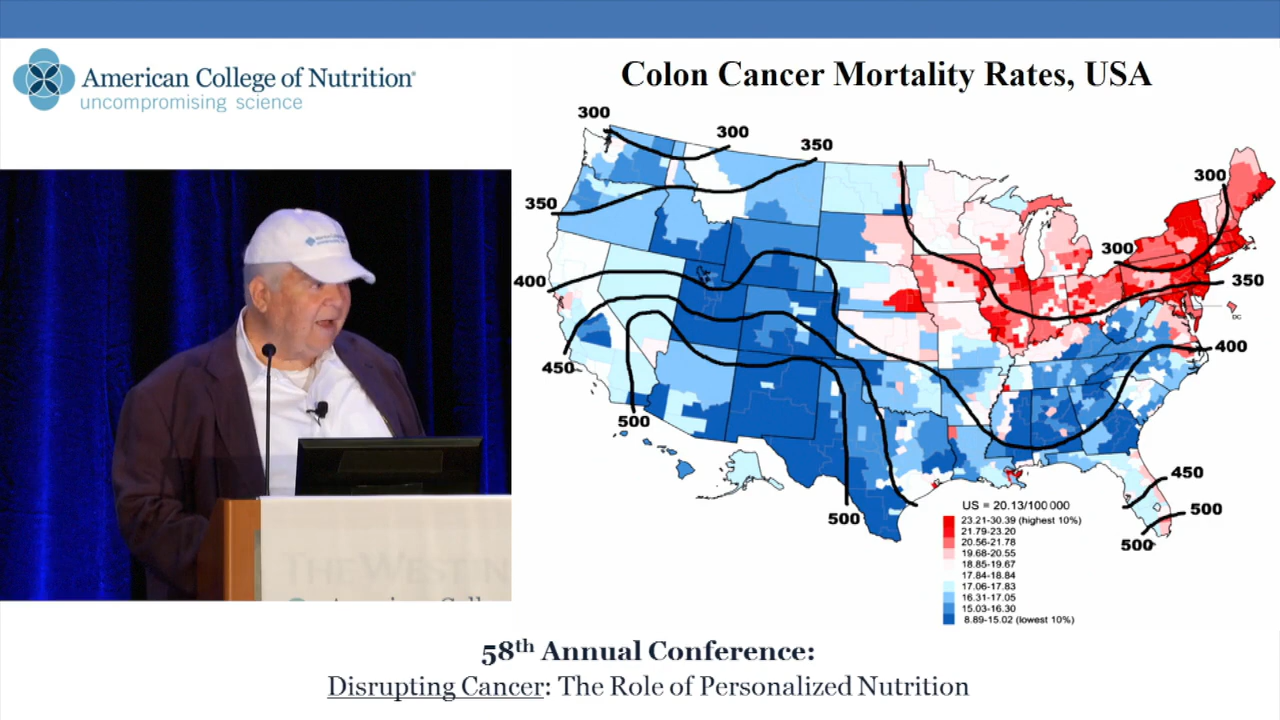 American College of Nutrition®
uncompromising science
Colon Cancer Mortality Rates, USA
300
300
350
300
350
300
400
350
450
400
500
500
450
500
500
DC
US = 20.13/100 000
23.21-30.39 (highest 10%)
21.79-23.20
20.56-21.78
19.68-20.55
18.85-19.67
17.84-18.84
17.06-17.83
16.31-17.05
15.03-16.30
8.89-15.02 (lowest 10%)
THE WESTIN
58th Annual Conference:
Disrupting Cancer: The Role of Personalized Nutrition